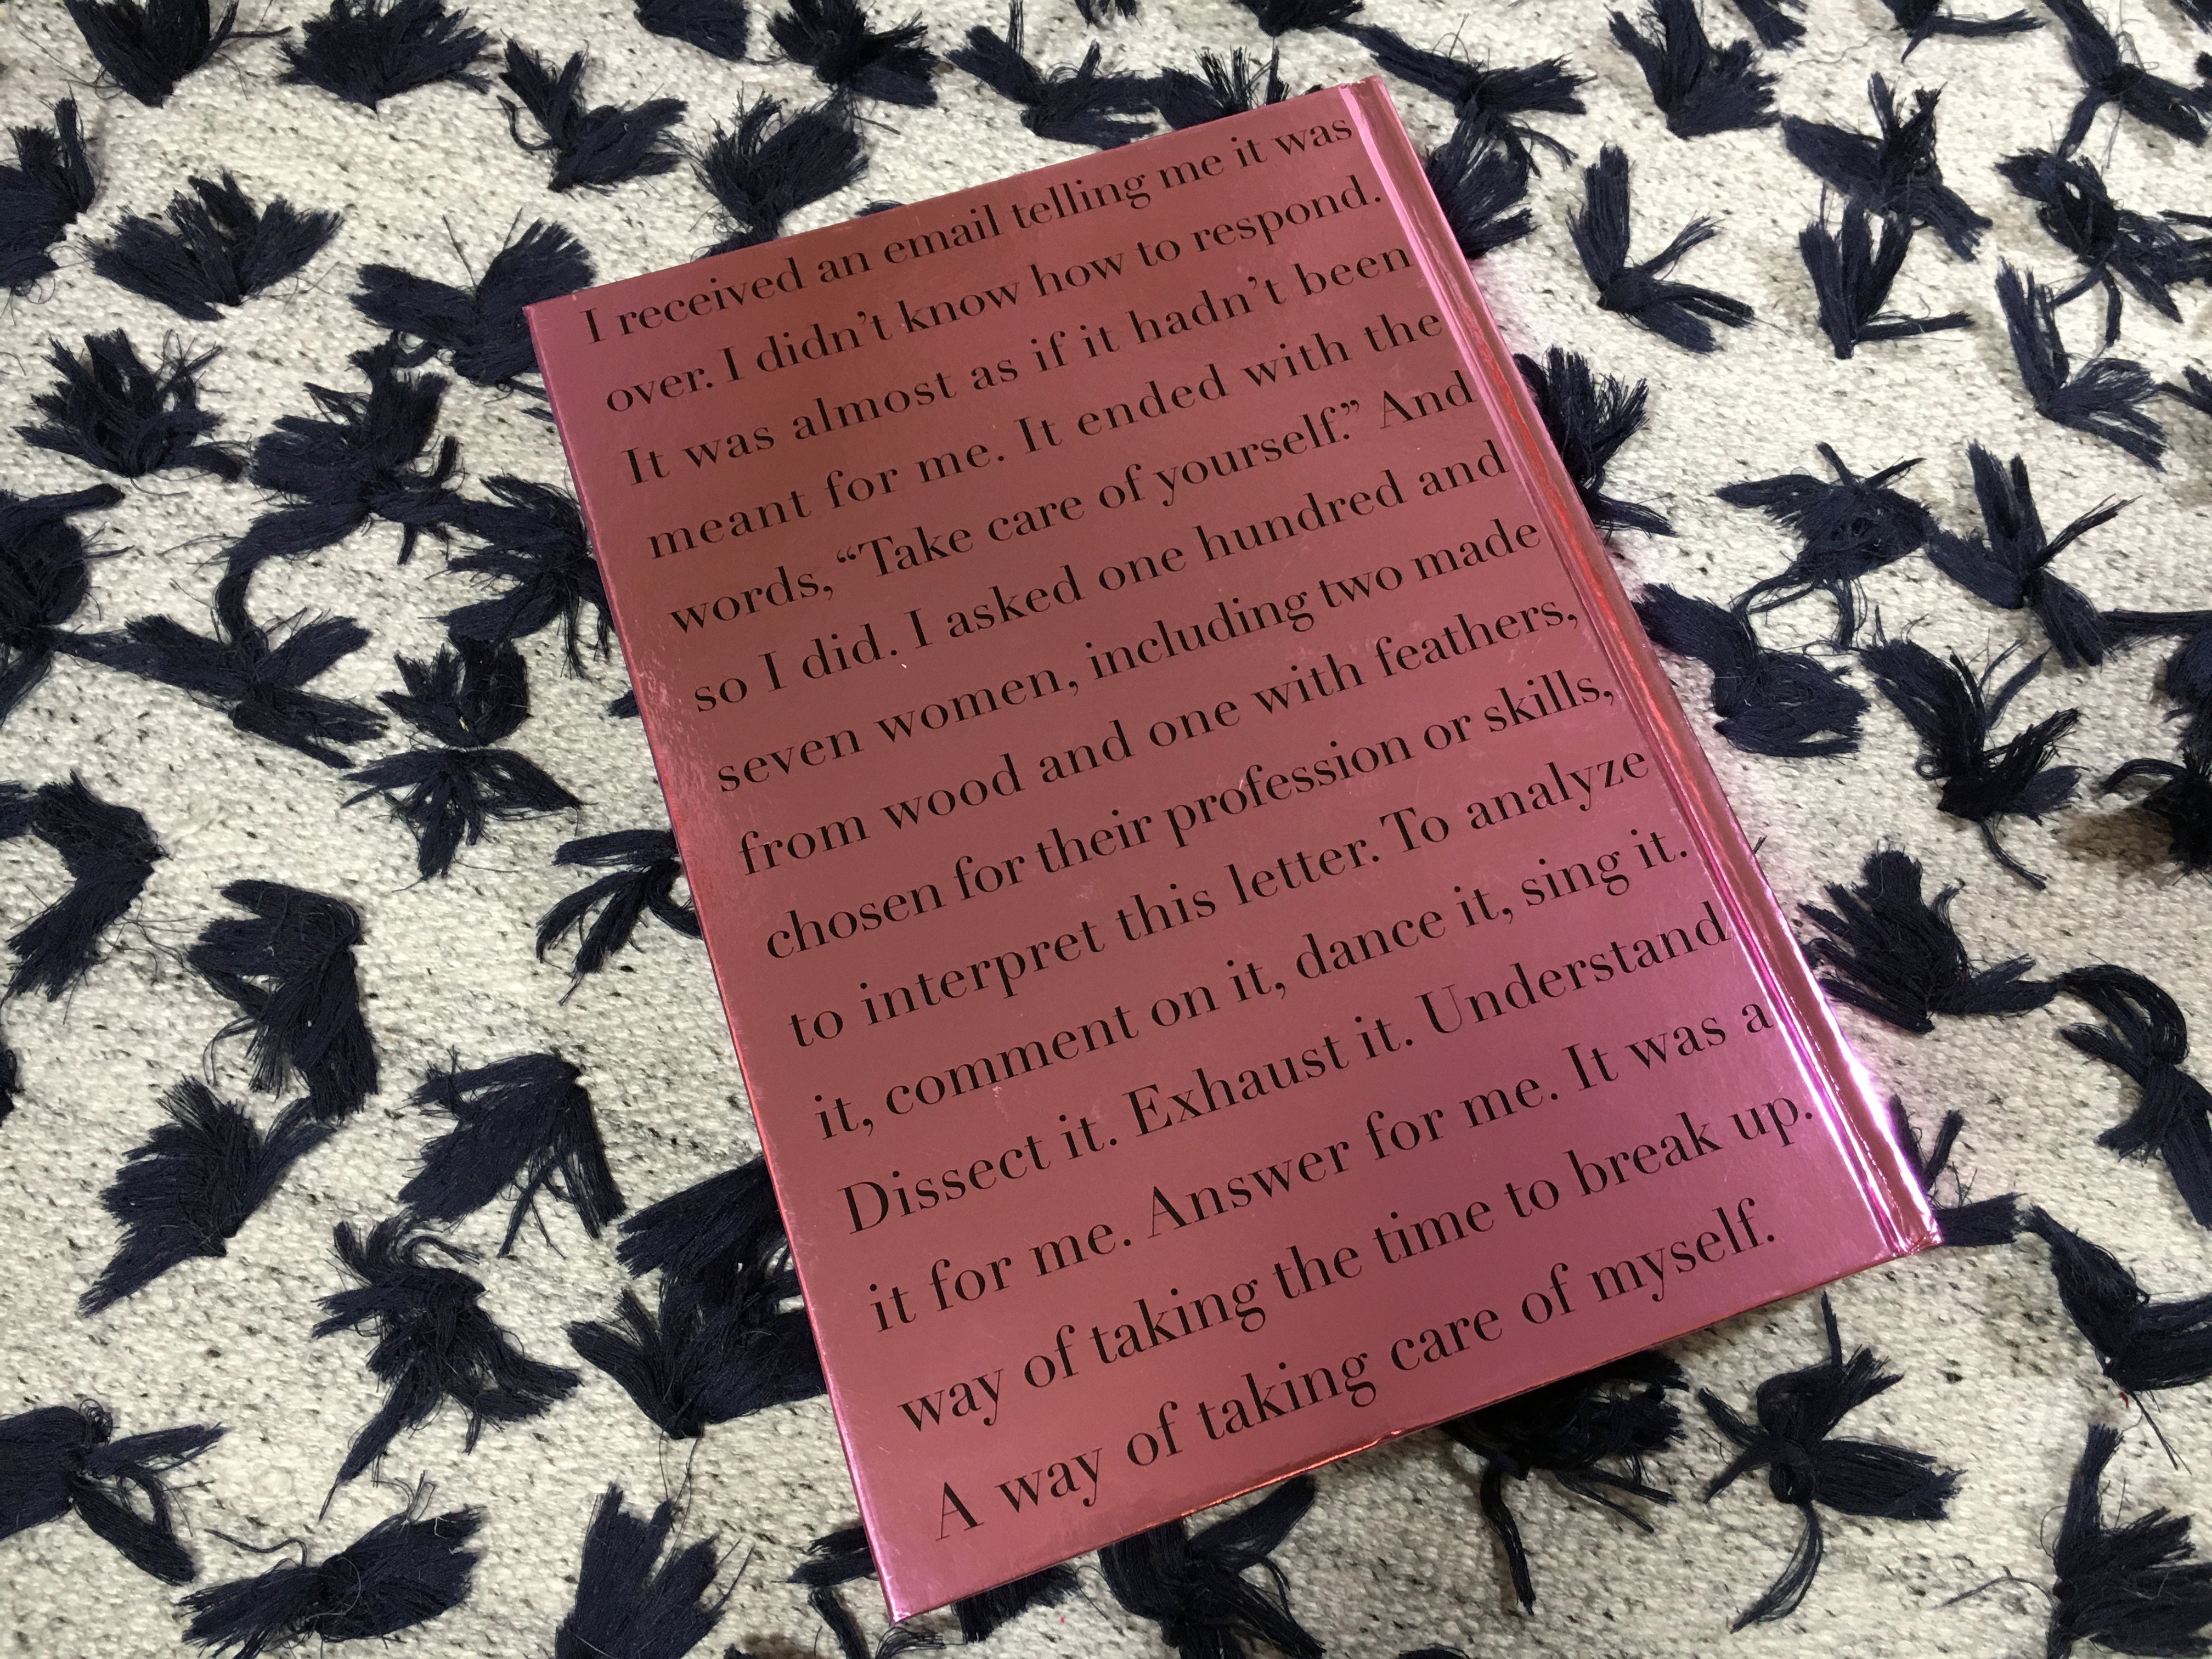 I received an email telling me it was
over. I didn't know how to respond.
It was almost as if it hadn't been
meant for me. It ended with the
words, “Take care of yourself.” And
so I did. I asked one hundred and
seven women, including two made
from wood and one with feathers,
chosen for their profession or skills,
to interpret this letter. To analyze
it, comment on it, dance it, sing it.
Dissect it. Exhaust it. Understand
it for me. Answer for me. It was a
way of taking the time to break up.
A way of taking care of myself.